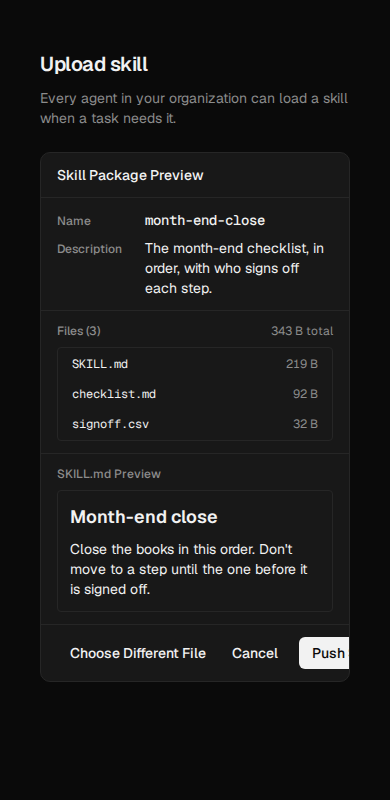 Upload skill
Every agent in your organization can load a skill
when a task needs it.
Skill Package Preview
Name month-end-close
Description The month-end checklist, in
order, with who signs off
each step.
Files (3) 343 B total
SKILL.md 219 B
checklist.md 92 B
signoff.csv 32 B
SKILL.md Preview
Month-end close
Close the books in this order. Don't
move to a step until the one before it
is signed off.
Choose Different File Cancel Push